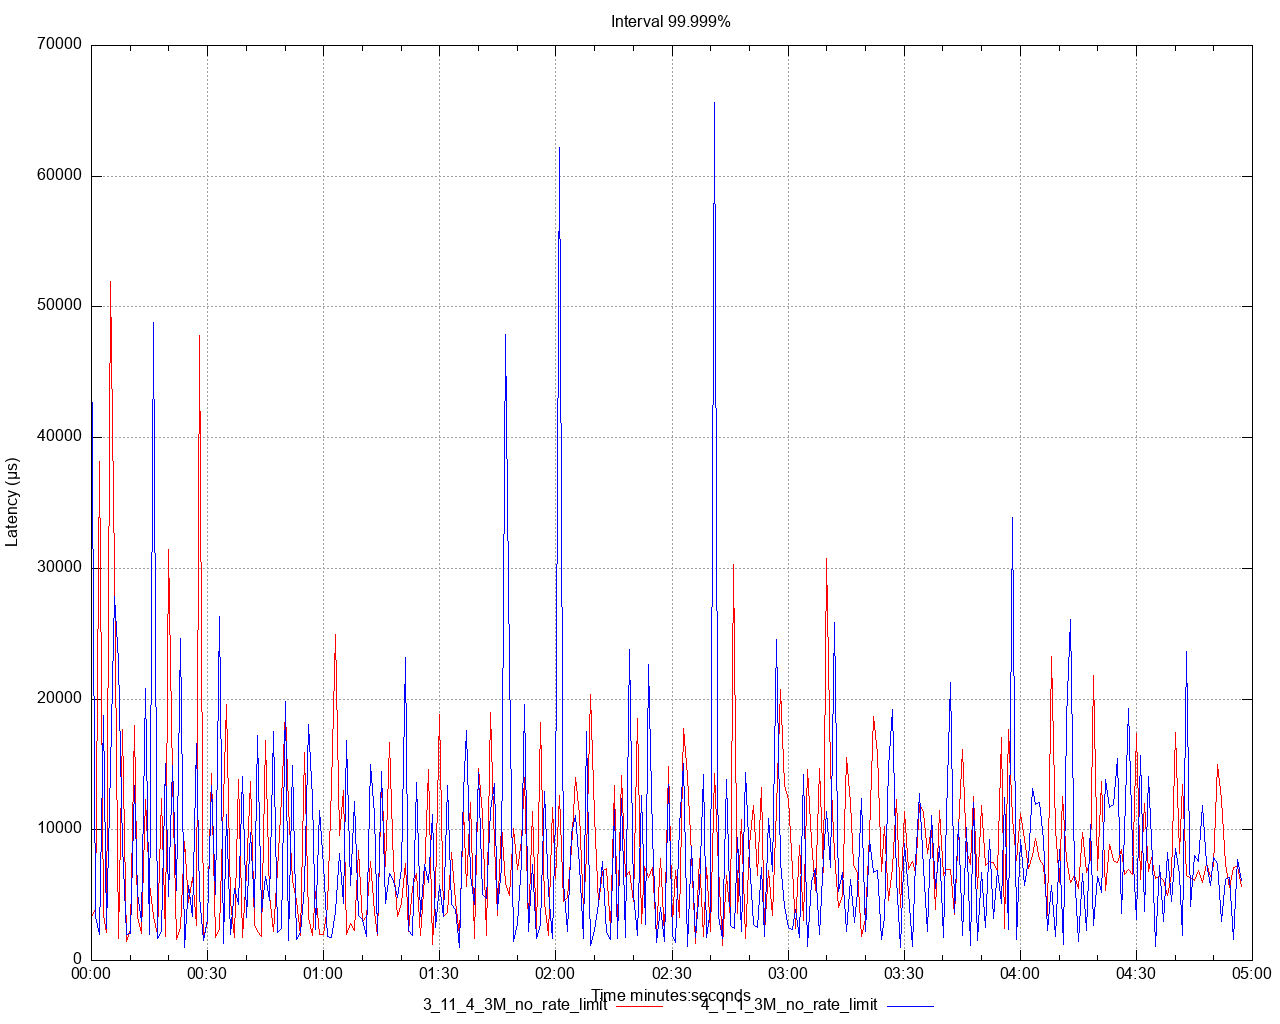 Interval 99.999%
70000
60000
50000
40000
30000
20000
10000
0
Latency (µs)
00:00 00:30 01:00 01:30 02:00 02:30 03:00 03:30 04:00 04:30 05:00
Time minutes:seconds
3_11_4_3M_no_rate_limit 4_1_1_3M_no_rate_limit